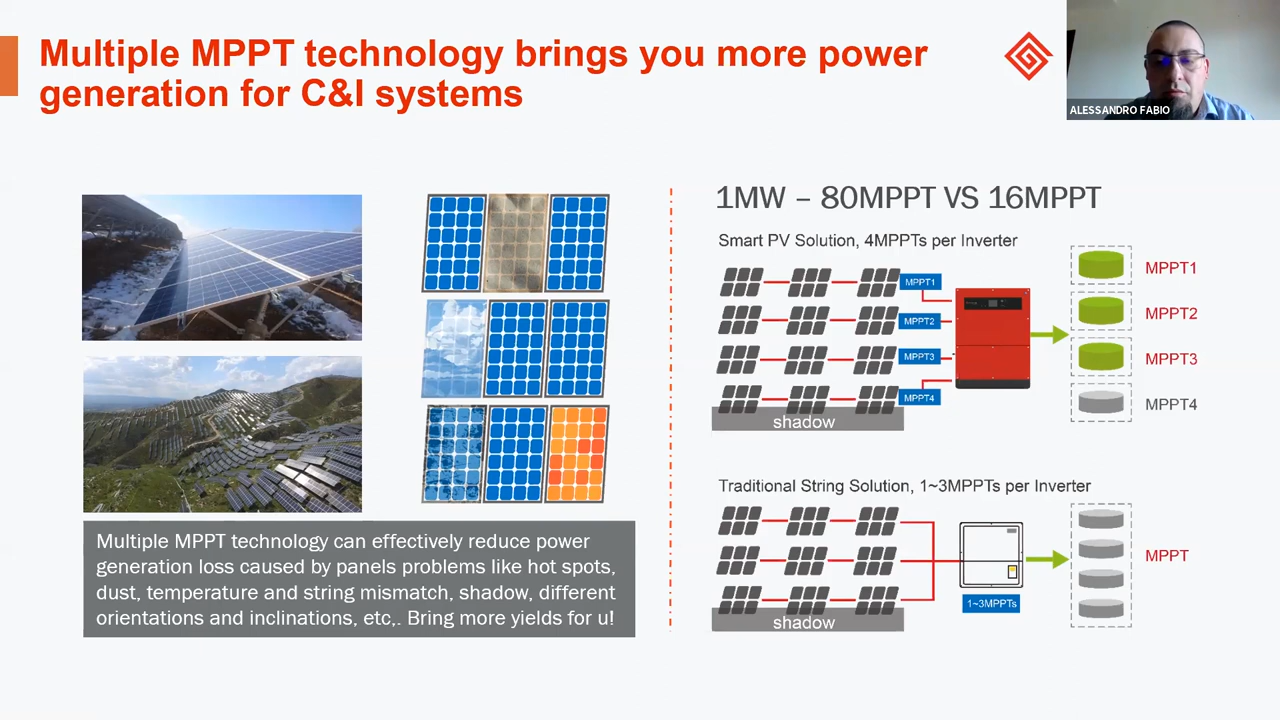 Multiple MPPT technology brings you more power
generation for C&I systems
ALESSANDRO FABIO
Multiple MPPT technology can effectively reduce power
generation loss caused by panels problems like hot spots,
dust, temperature and string mismatch, shadow, different
orientations and inclinations, etc,. Bring more yields for u!
1MW – 80MPPT VS 16MPPT
Smart PV Solution, 4MPPTs per Inverter
MPPT1
MPPT2
MPPT3
MPPT4
shadow
MPPT1
MPPT2
MPPT3
MPPT4
Traditional String Solution, 1~3MPPTs per Inverter
1~3MPPTs
shadow
MPPT